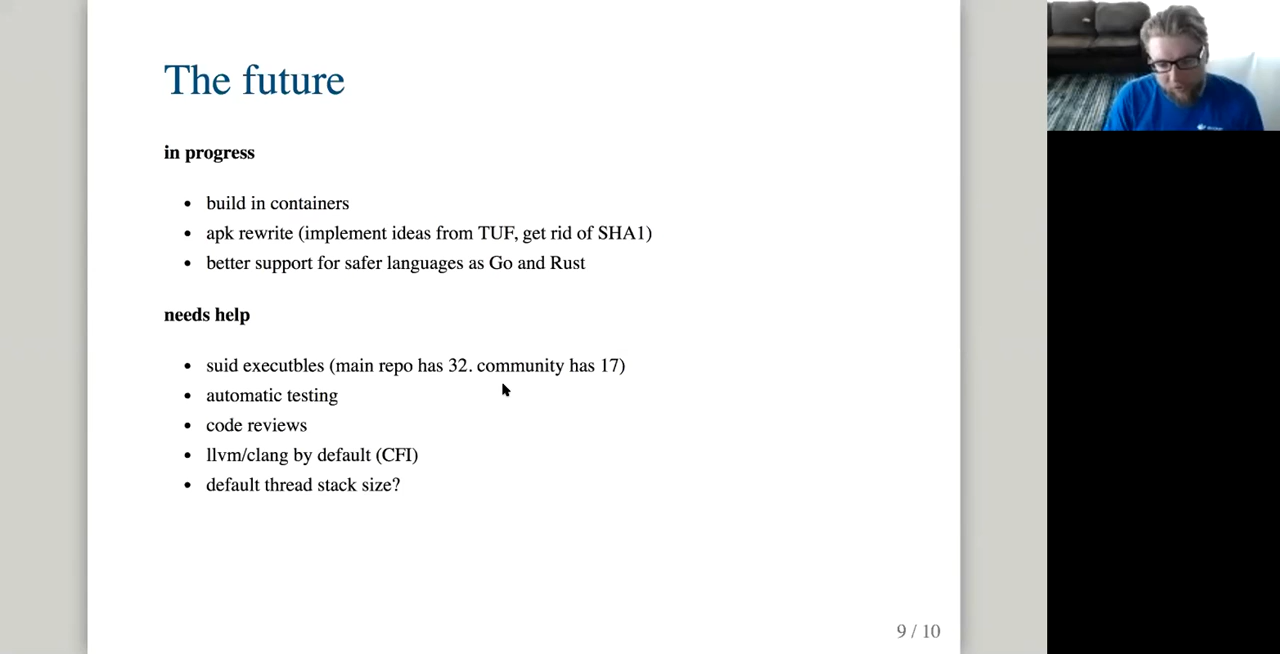 The future
in progress
• build in containers
• apk rewrite (implement ideas from TUF, get rid of SHA1)
• better support for safer languages as Go and Rust
needs help
• suid executbles (main repo has 32. community has 17)
• automatic testing
• code reviews
• llvm/clang by default (CFI)
• default thread stack size?
9 / 10